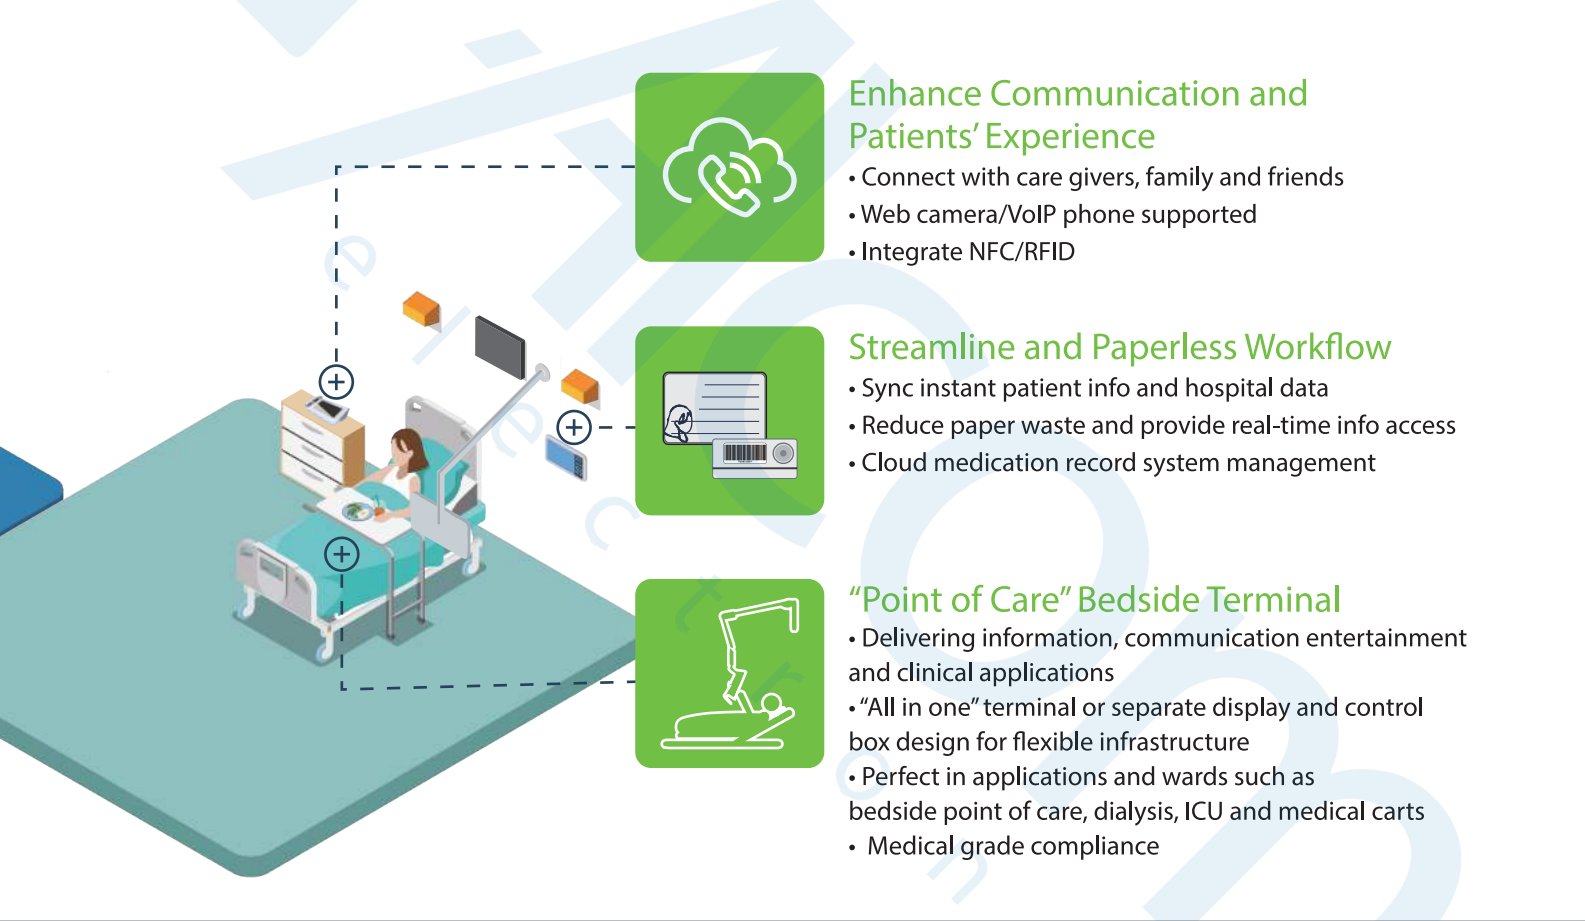 Enhance Communication and
Patients' Experience
• Connect with care givers, family and friends
• Web camera/VoIP phone supported
• Integrate NFC/RFID
Streamline and Paperless Workflow
• Sync instant patient info and hospital data
• Reduce paper waste and provide real-time info access
• Cloud medication record system management
“Point of Care” Bedside Terminal
• Delivering information, communication entertainment
and clinical applications
• “All in one” terminal or separate display and control
box design for flexible infrastructure
• Perfect in applications and wards such as
bedside point of care, dialysis, ICU and medical carts
• Medical grade compliance
electron